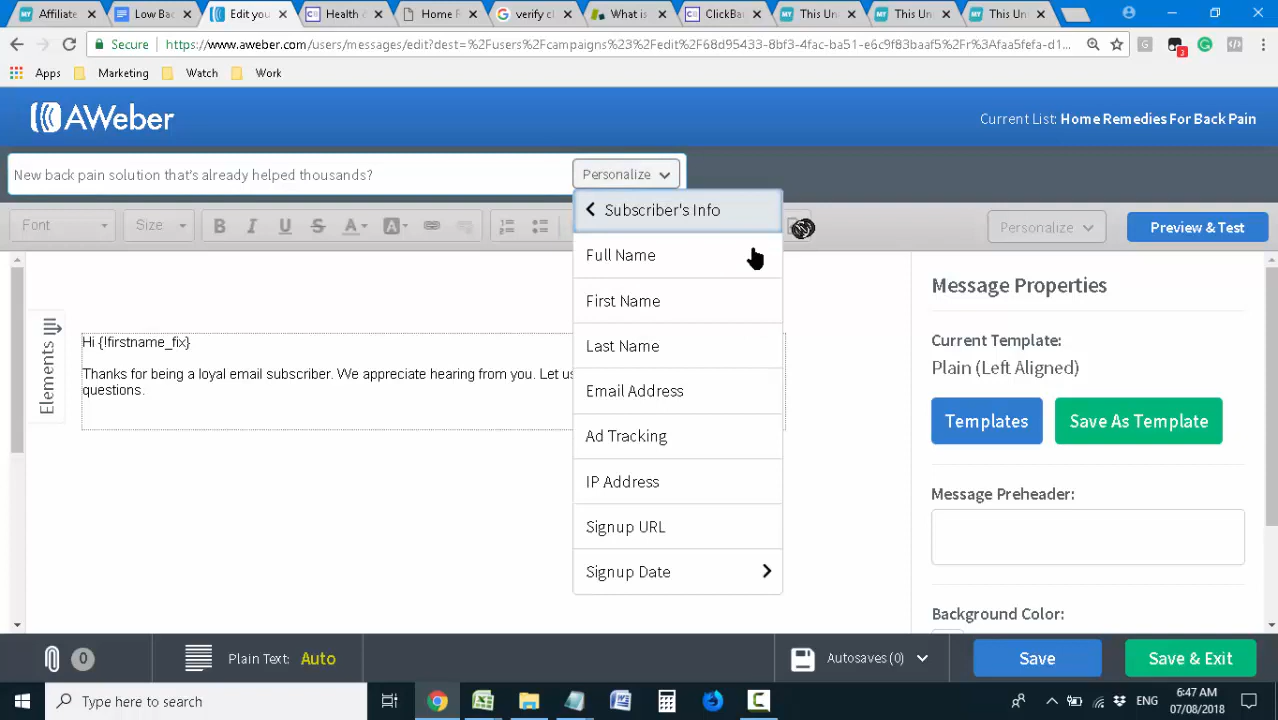 Affiliate
Low Bac
Edit you
Health &
Home R
verify cl
What is
ClickBan
This Un
This Un
This Un
Secure
https://www.aweber.com/users/messages/edit?dest=%2Fusers%2Fcampaigns%23%2Fedit%2F68d95433-8bf3-4fac-ba51-e6c9f83baaf5%2Fr%3Afaa5fefa-d1...
3
Apps
Marketing
Watch
Work
AWeber
Current List: Home Remedies For Back Pain
New back pain solution that's already helped thousands?
Personalize
Font
Size
B I U S A A
Personalize
Preview & Test
Subscriber's Info
Full Name
First Name
Last Name
Email Address
Ad Tracking
IP Address
Signup URL
Signup Date
Elements
Hi {!firstname_fix}
Thanks for being a loyal email subscriber. We appreciate hearing from you. Let us
questions.
Message Properties
Current Template:
Plain (Left Aligned)
Templates
Save As Template
Message Preheader:
Background Color:
0
Plain Text: Auto
Autosaves (0)
Save
Save & Exit
Type here to search
ENG
6:47 AM
07/08/2018